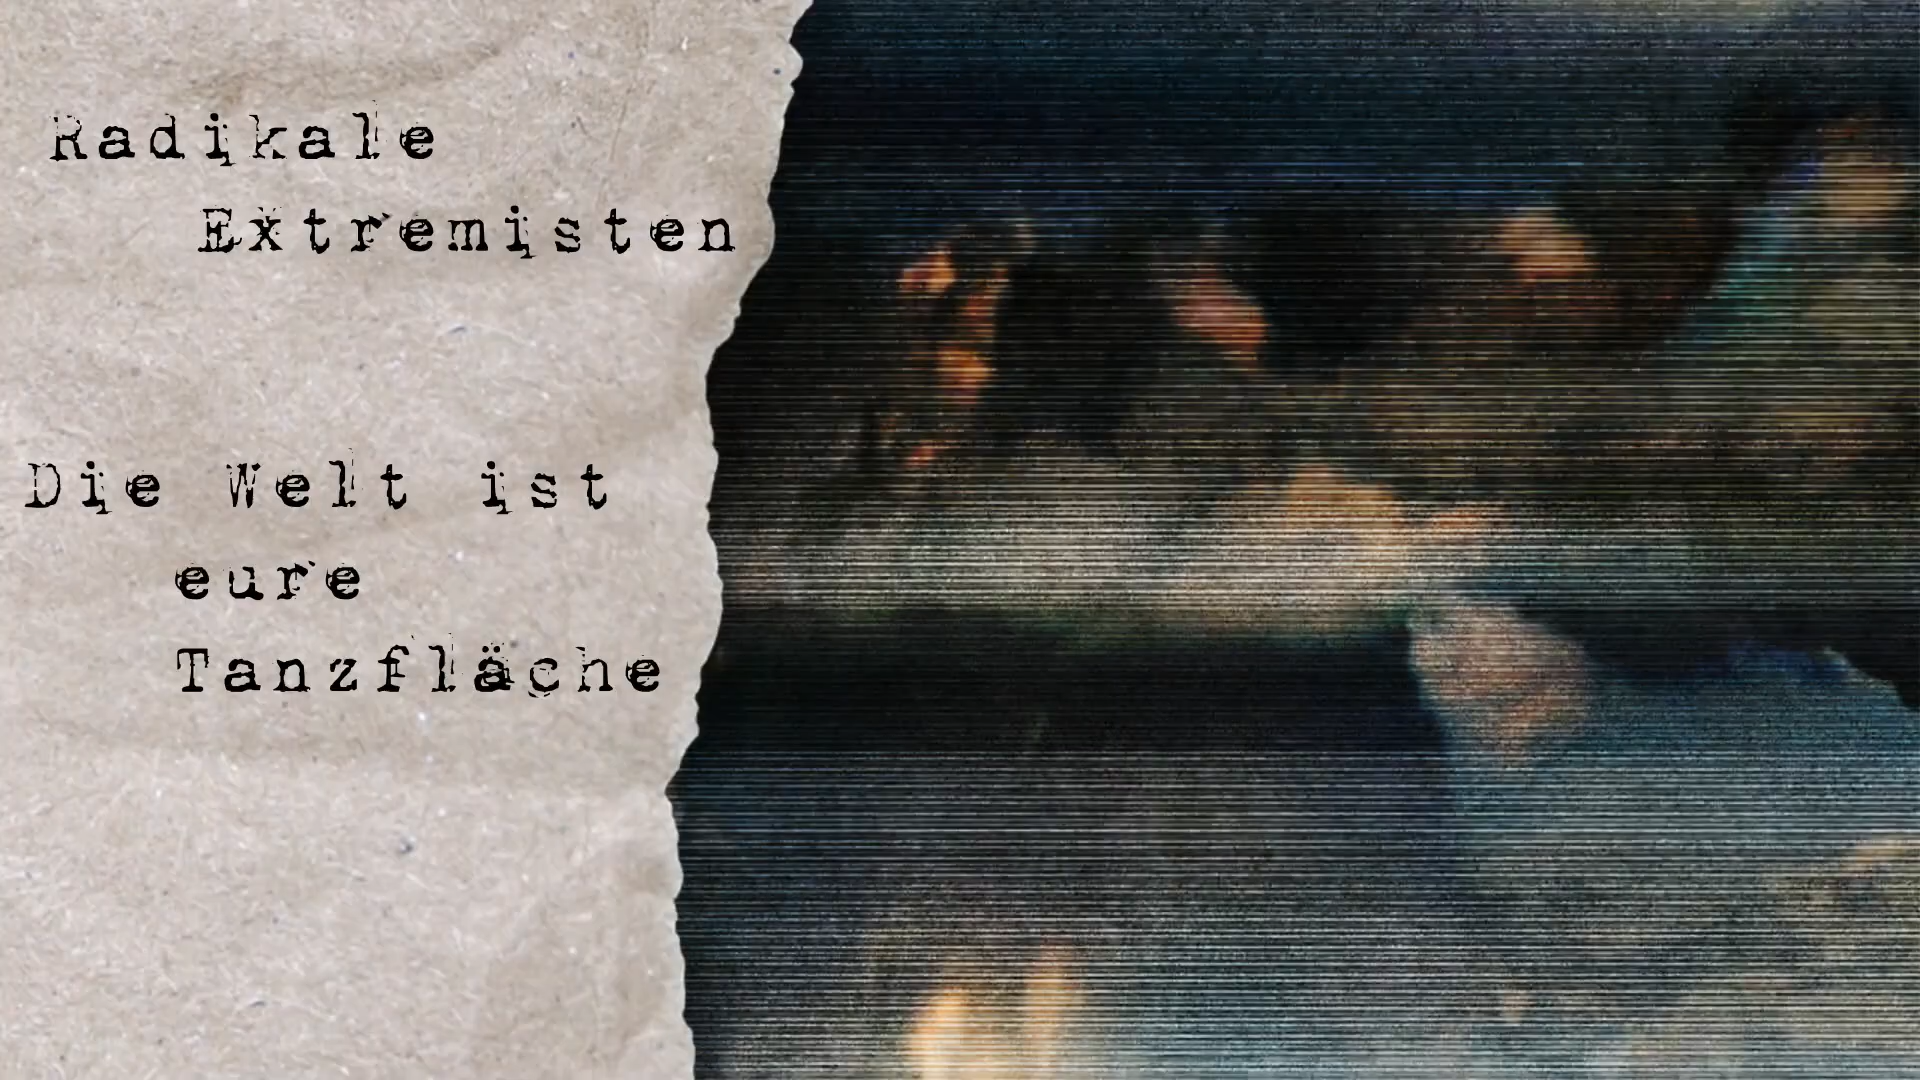 Radikale
Extremisten
Die Welt ist
eure
Tanzfläche